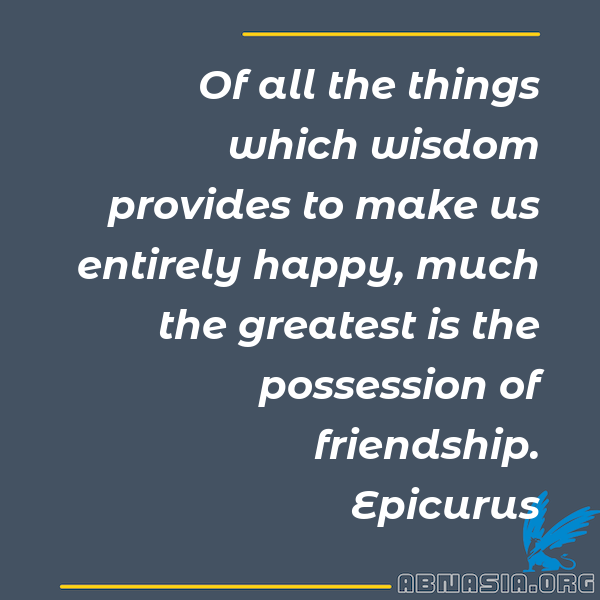 Of all the things
which wisdom
provides to make us
entirely happy, much
the greatest is the
possession of
friendship.
Epicurus
ABNASIA.ORG